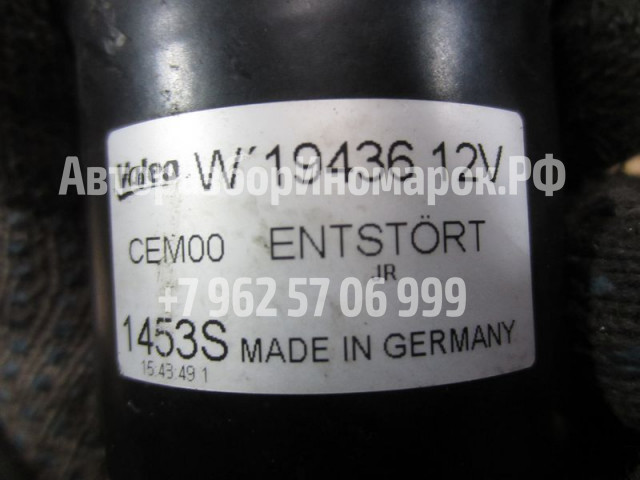 Valeo W´19436 12V
АвторазборИномарок.РФ
CEM00 ENTSTÖRT
JR
+7 962 57 06 999
1453S MADE IN GERMANY
15:43:49 1